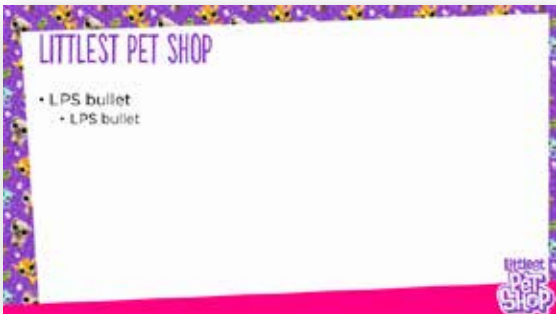 LITTLEST PET SHOP
• LPS bullet
• LPS bullet
Littlest
PET
SHOP